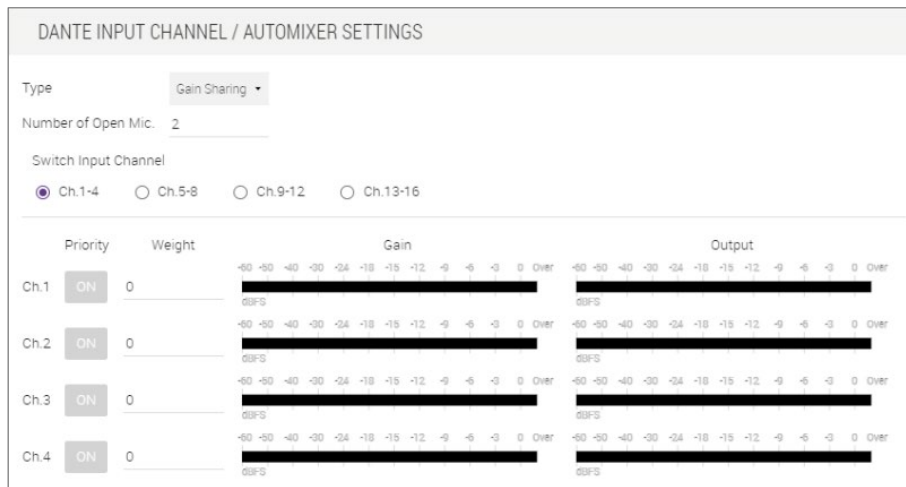 DANTE INPUT CHANNEL / AUTOMIXER SETTINGS
Type Gain Sharing
Number of Open Mic. 2
Switch Input Channel
Ch.1-4 Ch.5-8 Ch.9-12 Ch.13-16
Priority Weight Gain Output
-60 -50 -40 -30 -24 -18 -15 -12 -9 -6 -3 0 Over -60 -50 -40 -30 -24 -18 -15 -12 -9 -6 -3 0 Over
Ch.1 ON 0
dBFS dBFS
-60 -50 -40 -30 -24 -18 -15 -12 -9 -6 -3 0 Over -60 -50 -40 -30 -24 -18 -15 -12 -9 -6 -3 0 Over
Ch.2 ON 0
dBFS dBFS
-60 -50 -40 -30 -24 -18 -15 -12 -9 -6 -3 0 Over -60 -50 -40 -30 -24 -18 -15 -12 -9 -6 -3 0 Over
Ch.3 ON 0
dBFS dBFS
-60 -50 -40 -30 -24 -18 -15 -12 -9 -6 -3 0 Over -60 -50 -40 -30 -24 -18 -15 -12 -9 -6 -3 0 Over
Ch.4 ON 0
dBFS dBFS